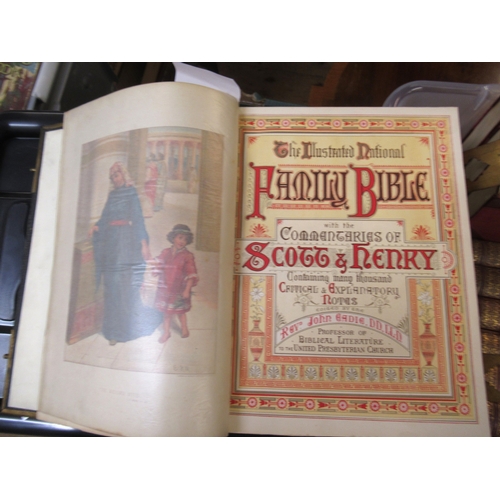 The Illustrated National
FAMILY BIBLE
with the
COMMENTARIES OF
SCOTT & HENRY
Containing many thousand
CRITICAL & EXPLANATORY
NOTES
REV. JOHN EADIE, D.D., LL.D.
PROFESSOR OF
BIBLICAL LITERATURE
TO THE UNITED PRESBYTERIAN CHURCH